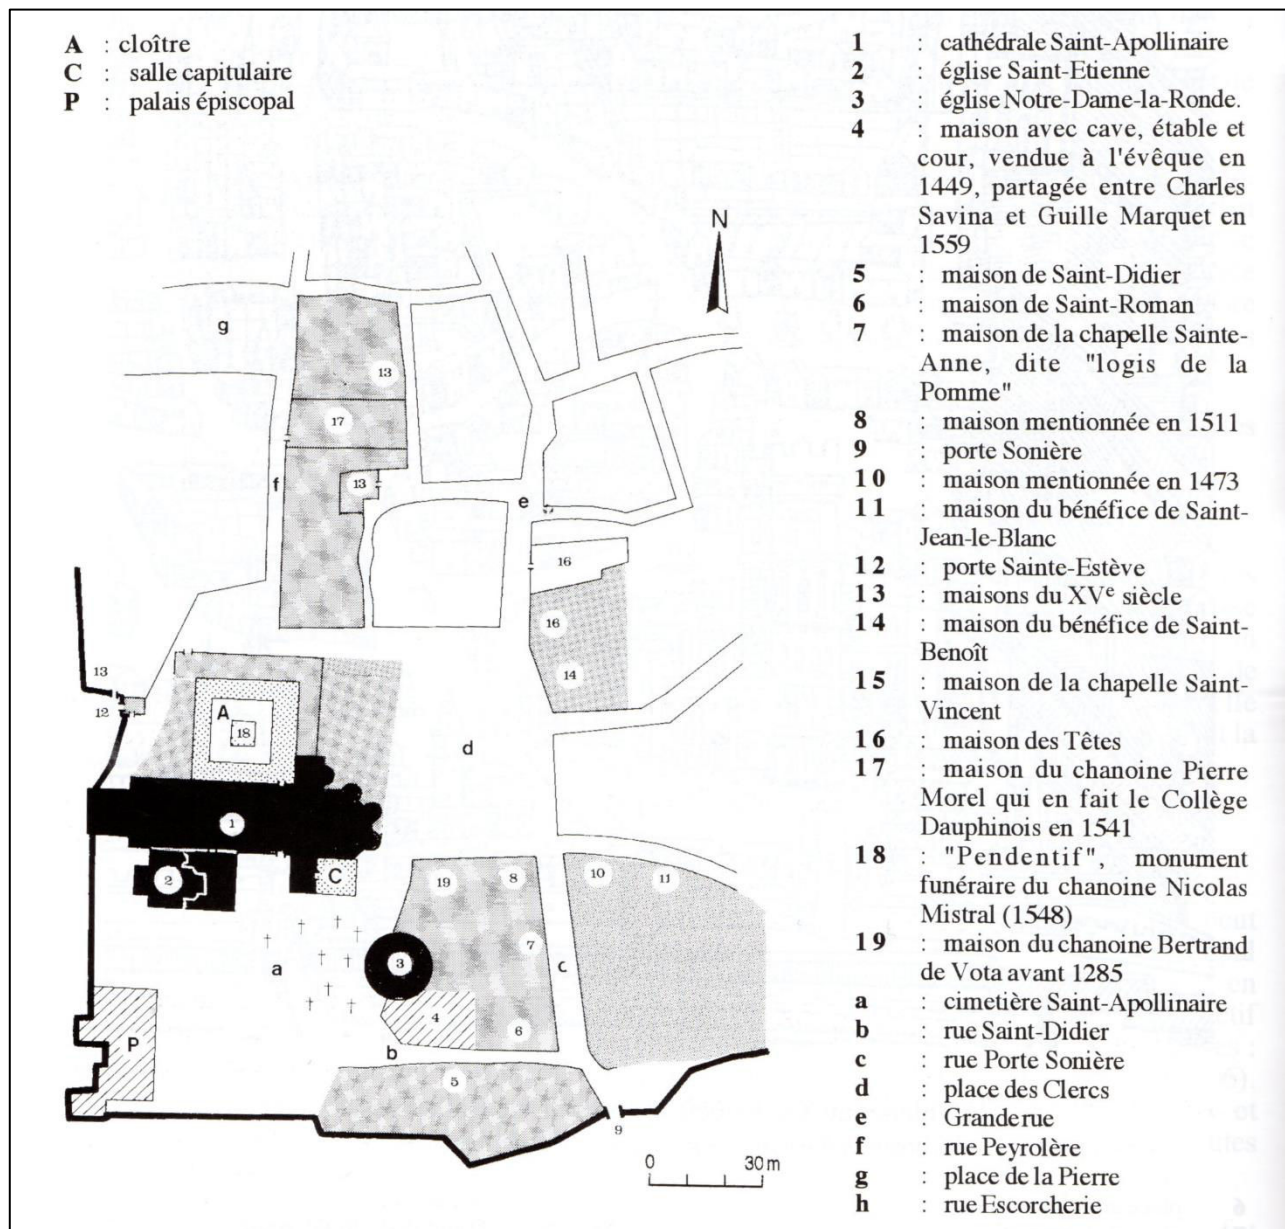 A : cloître
C : salle capitulaire
P : palais épiscopal
1 : cathédrale Saint-Apollinaire
2 : église Saint-Etienne
3 : église Notre-Dame-la-Ronde.
4 : maison avec cave, étable et
cour, vendue à l'évêque en
1449, partagée entre Charles
Savina et Guille Marquet en
1559
5 : maison de Saint-Didier
6 : maison de Saint-Roman
7 : maison de la chapelle Sainte-
Anne, dite "logis de la
Pomme"
8 : maison mentionnée en 1511
9 : porte Sonière
10 : maison mentionnée en 1473
11 : maison du bénéfice de Saint-
Jean-le-Blanc
12 : porte Sainte-Estève
13 : maisons du XVe siècle
14 : maison du bénéfice de Saint-
Benoît
15 : maison de la chapelle Saint-
Vincent
16 : maison des Têtes
17 : maison du chanoine Pierre
Morel qui en fait le Collège
Dauphinois en 1541
18 : "Pendentif", monument
funéraire du chanoine Nicolas
Mistral (1548)
19 : maison du chanoine Bertrand
de Vota avant 1285
a : cimetière Saint-Apollinaire
b : rue Saint-Didier
c : rue Porte Sonière
d : place des Clercs
e : Grande rue
f : rue Peyrolère
g : place de la Pierre
h : rue Escorcherie
N
g
13
17
f
13
e
16
16
14
13
12
A
18
d
1
2
C
19
8
10
11
7
3
a
c
4
6
P
b
5
9
0 30 m